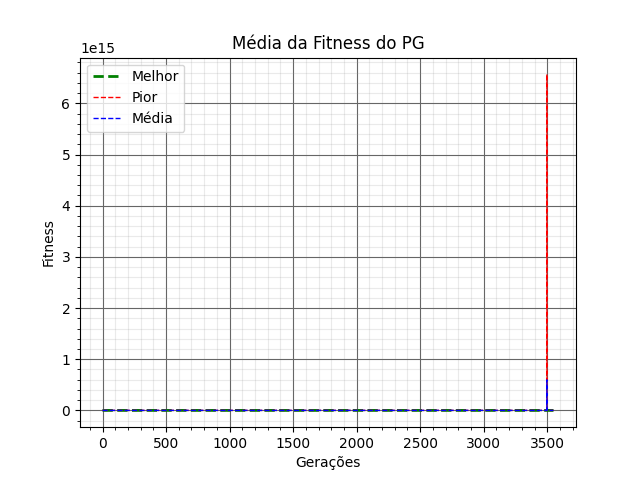 Média da Fitness do PG
1e15
Melhor
Pior
Média
6
5
4
3
2
1
0
Fitness
0 500 1000 1500 2000 2500 3000 3500
Gerações